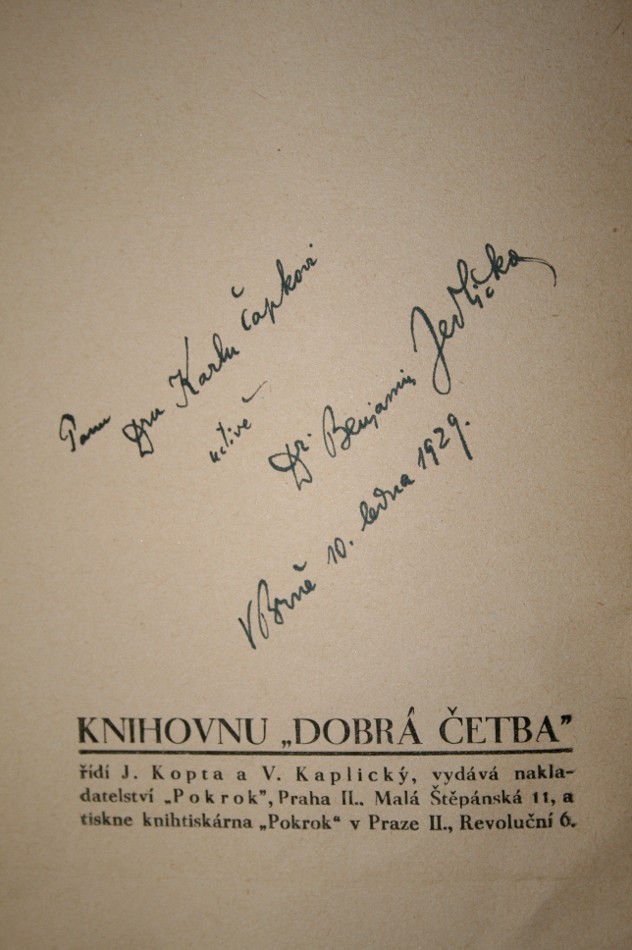 Panu
Dru Karlu Čapkovi
uctivě
Dr. Benjamin Jedlička
V Brně 10. ledna 1929.
KNIHOVNU „DOBRÁ ČETBA"
řídí J. Kopta a V. Kaplický, vydává nakla-
datelství „Pokrok", Praha II.. Malá Štěpánská 11, a
tiskne knihtiskárna „Pokrok“ v Praze II., Revoluční 6.